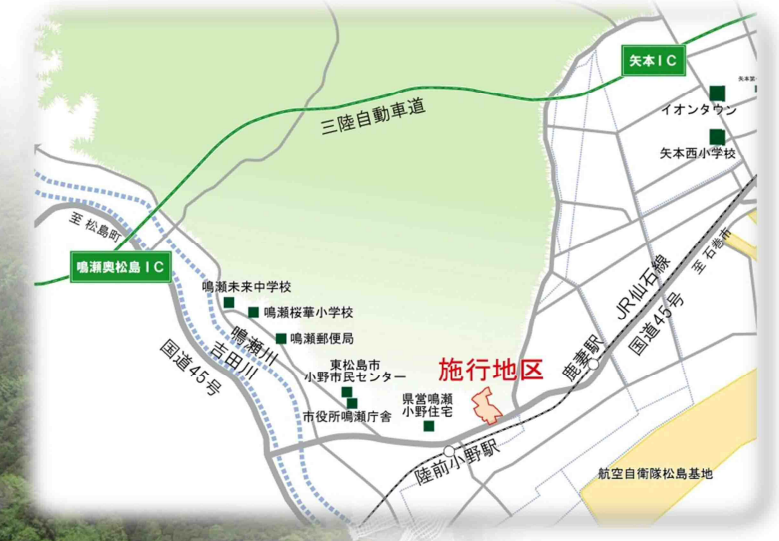 矢本IC
矢本第一
イオンタウン
三陸自動車道
矢本西小学校
至 松島町
至 石巻市
鳴瀬奥松島IC
JR仙石線
国道45号
鳴瀬未来中学校
鳴瀬桜華小学校
鳴瀬川
鳴瀬郵便局
吉田川
国道45号
東松島市
小野市民センター
施行地区
鹿妻駅
市役所鳴瀬庁舎
県営鳴瀬
小野住宅
陸前小野駅
航空自衛隊松島基地